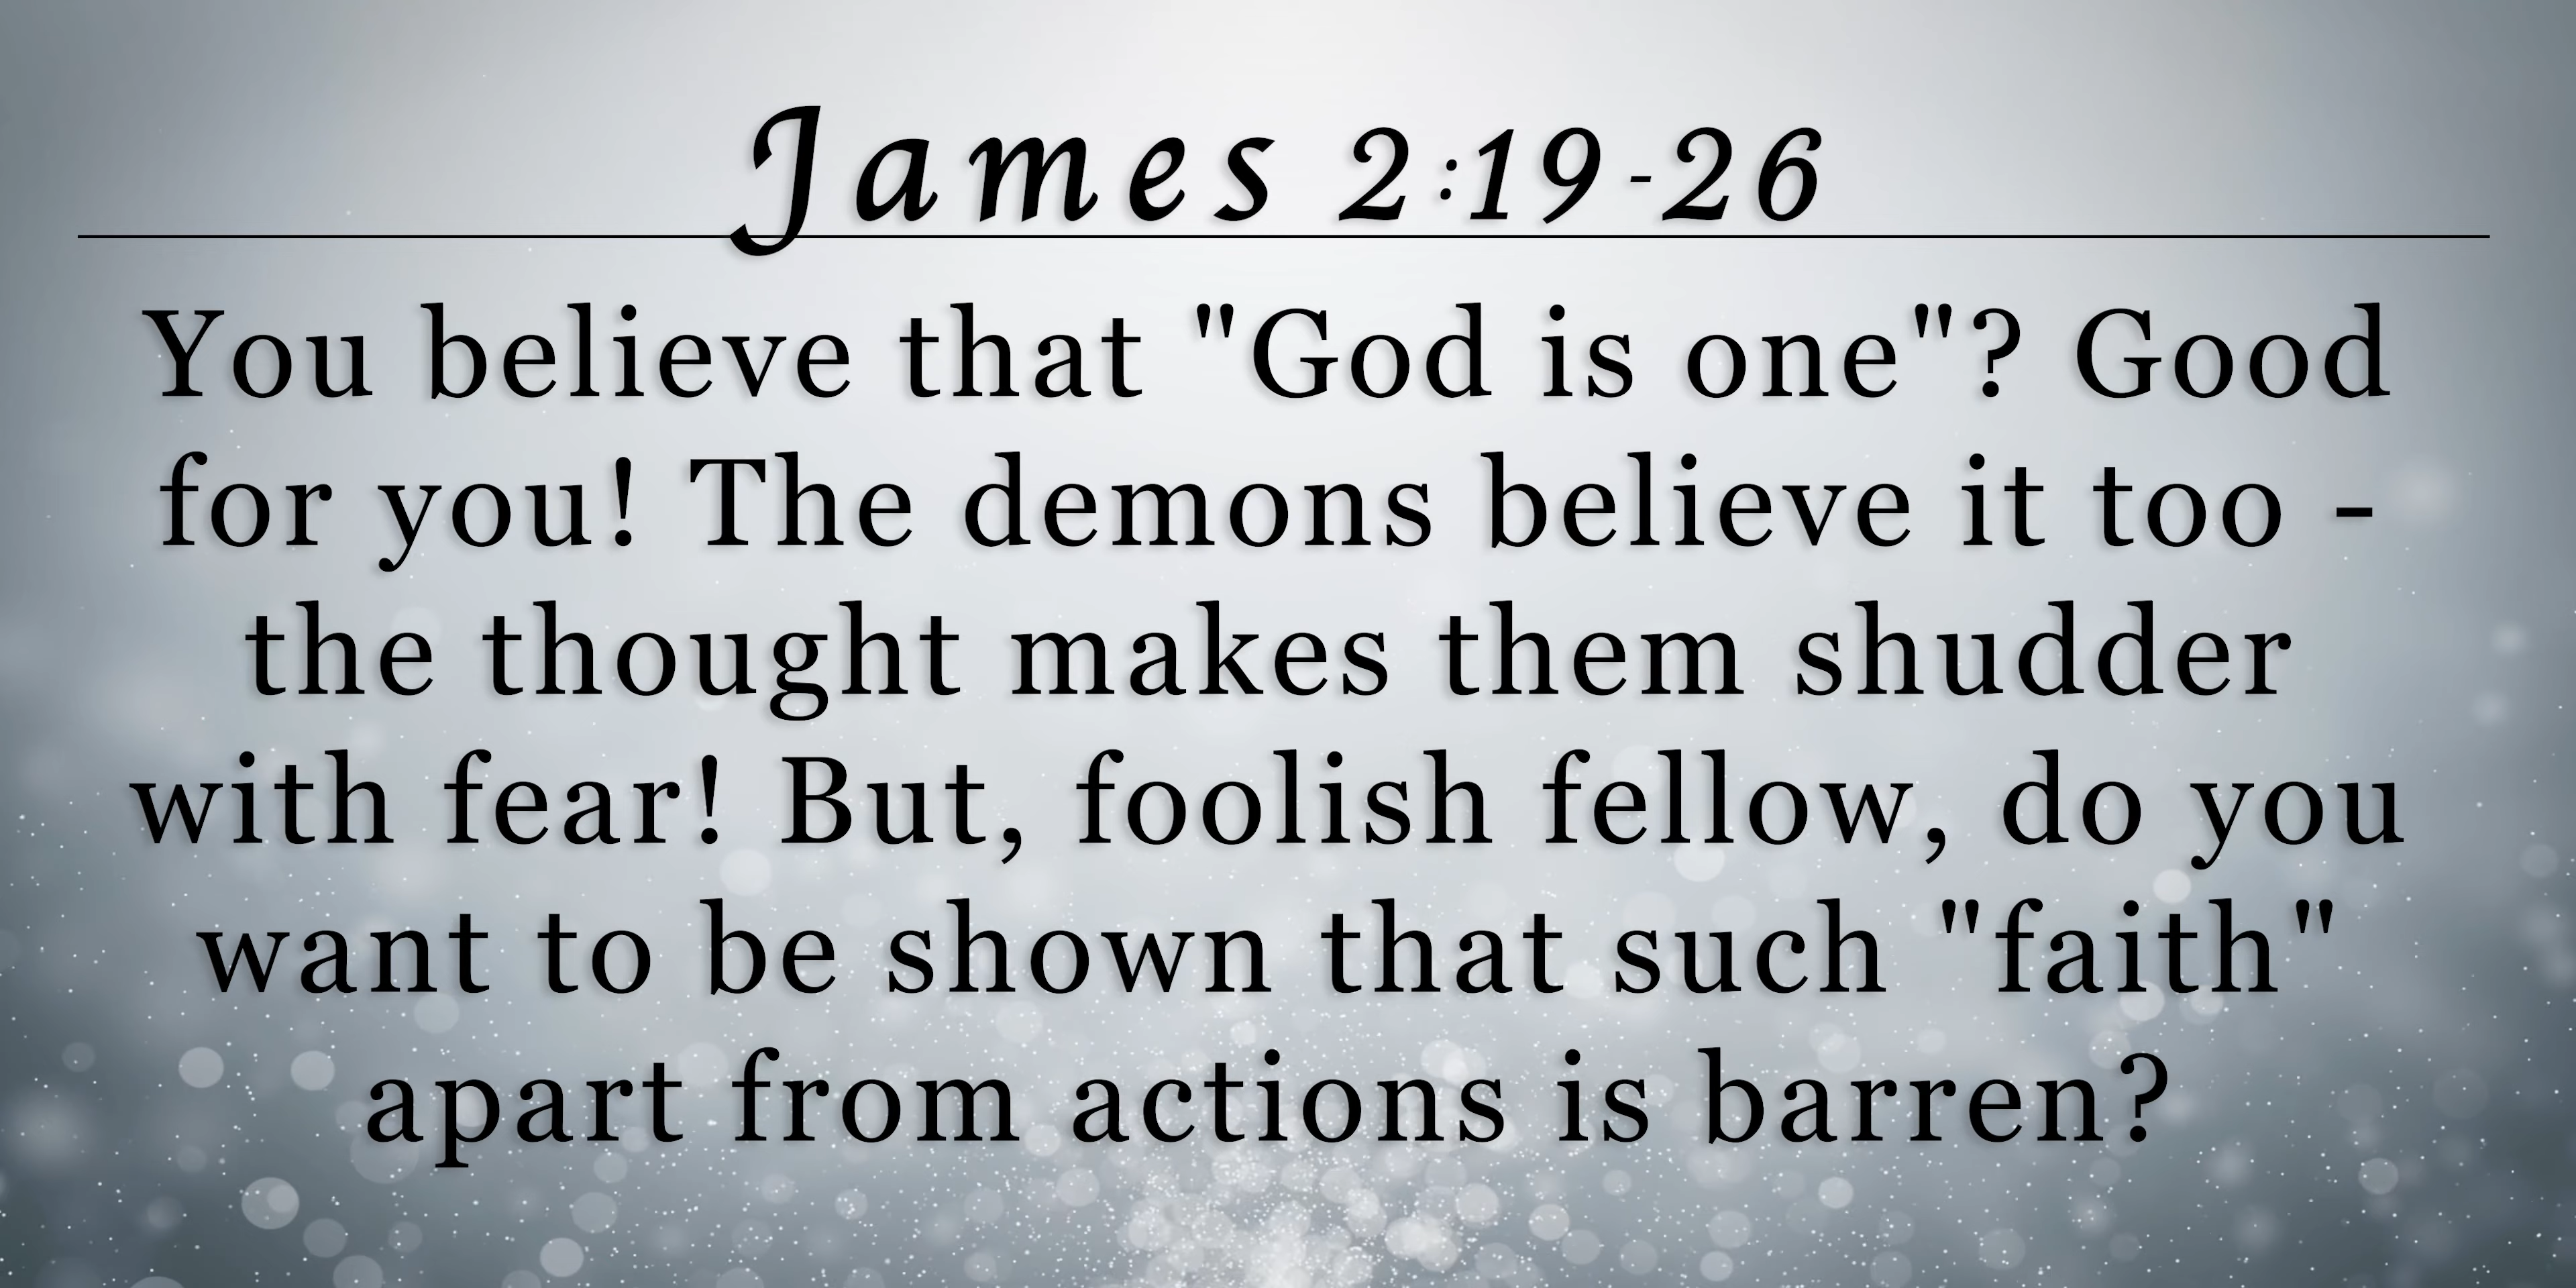 James 2:19-26
You believe that "God is one"? Good
for you! The demons believe it too -
the thought makes them shudder
with fear! But, foolish fellow, do you
want to be shown that such "faith"
apart from actions is barren?